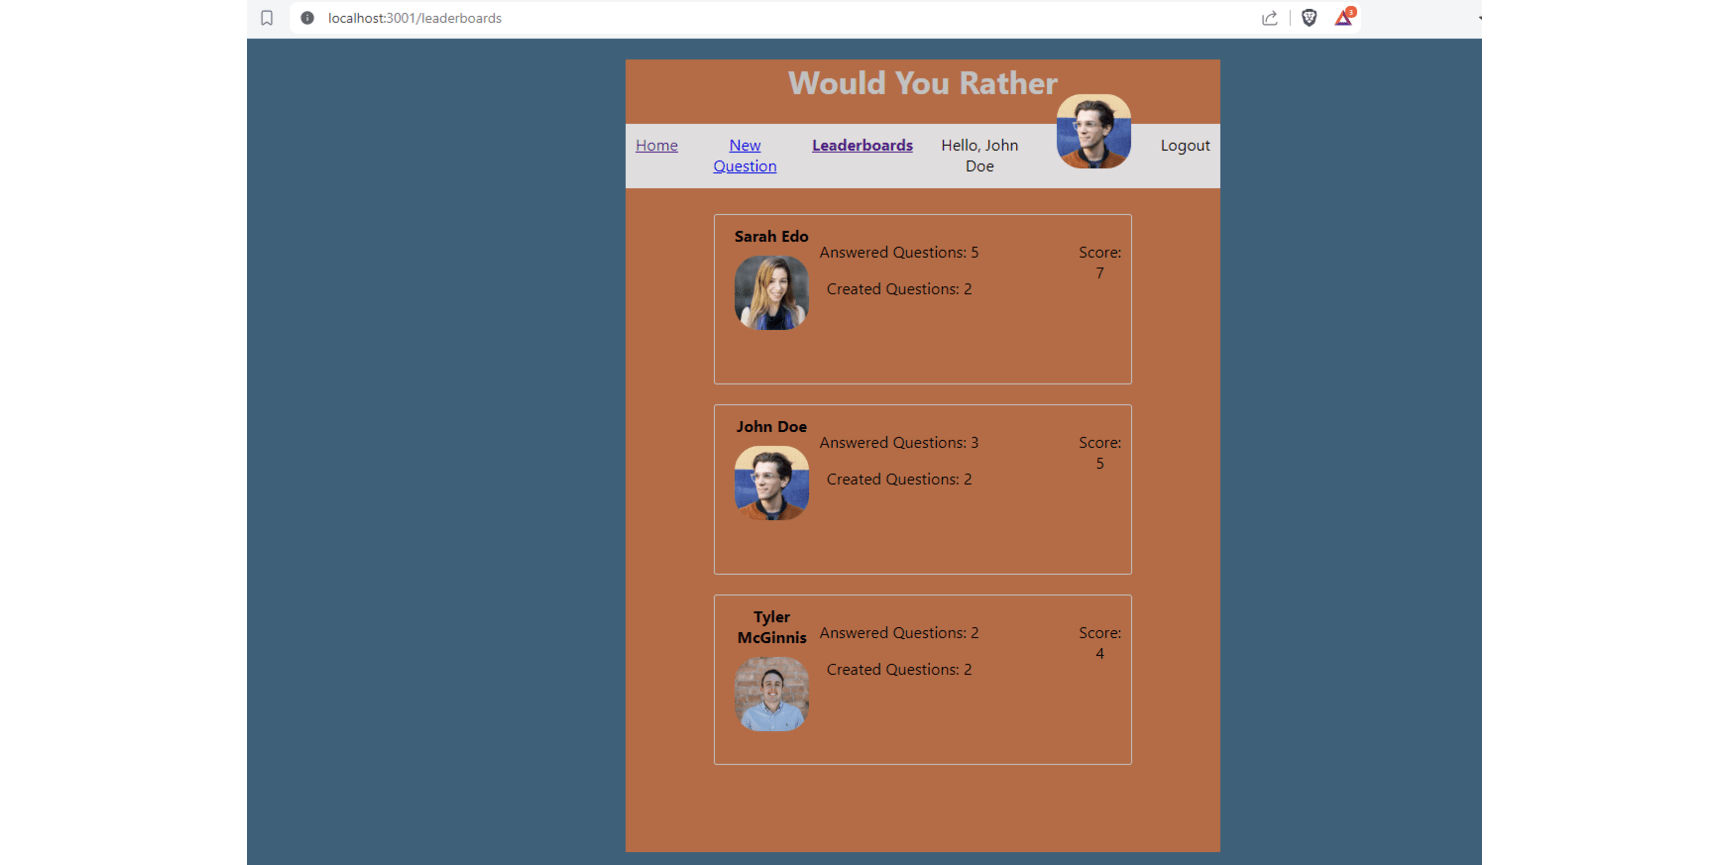 localhost:3001/leaderboards
3
Would You Rather
Home
New
Question
Leaderboards
Hello, John
Doe
Logout
Sarah Edo
Answered Questions: 5
Created Questions: 2
Score:
7
John Doe
Answered Questions: 3
Created Questions: 2
Score:
5
Tyler
McGinnis
Answered Questions: 2
Created Questions: 2
Score:
4